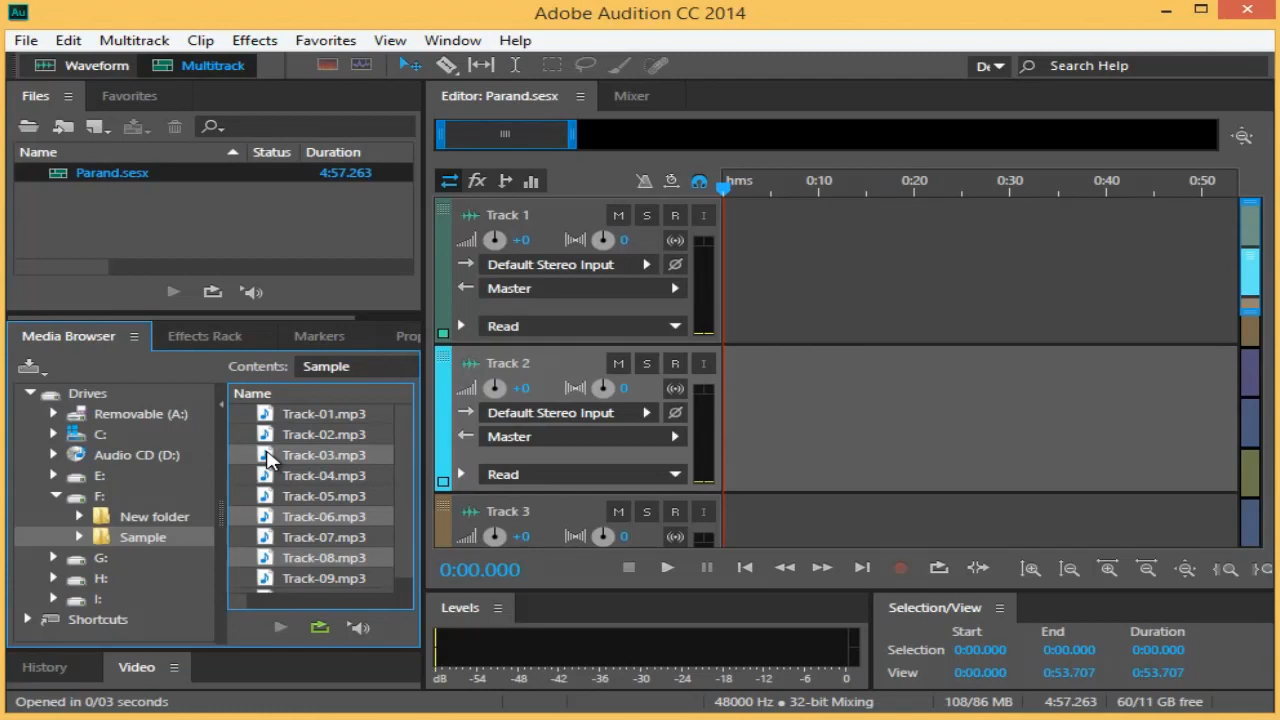 Au
Adobe Audition CC 2014
File Edit Multitrack Clip Effects Favorites View Window Help
Waveform Multitrack
Search Help
Files Favorites
Name Status Duration
Parand.sesx 4:57.263
Media Browser Effects Rack Markers Prop
Contents: Sample
Drives
Removable (A:)
C:
Audio CD (D:)
E:
F:
New folder
Sample
G:
H:
I:
Shortcuts
Name
Track-01.mp3
Track-02.mp3
Track-03.mp3
Track-04.mp3
Track-05.mp3
Track-06.mp3
Track-07.mp3
Track-08.mp3
Track-09.mp3
History Video
Editor: Parand.sesx Mixer
fx
hms 0:10 0:20 0:30 0:40 0:50
Track 1 M S R I
+0 0
Default Stereo Input
Master
Read
Track 2 M S R I
+0 0
Default Stereo Input
Master
Read
Track 3 M S R I
+0 0
0:00.000
Levels
dB -54 -48 -42 -36 -30 -24 -18 -12 -6 0
Selection/View
Start End Duration
Selection 0:00.000 0:00.000 0:00.000
View 0:00.000 0:53.707 0:53.707
Opened in 0/03 seconds
48000 Hz ● 32-bit Mixing 108/86 MB 4:57.263 60/11 GB free